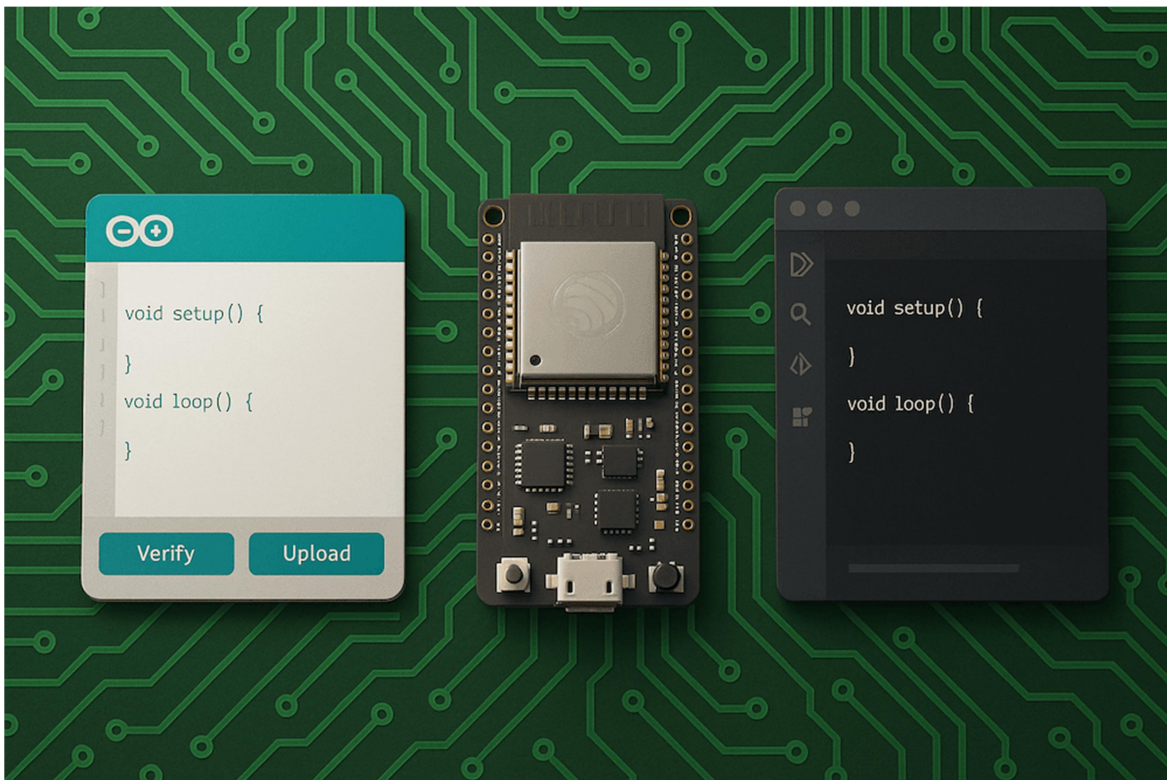 void setup() {
}
void loop() {
}
Verify
Upload
void setup() {
}
void loop() {
}